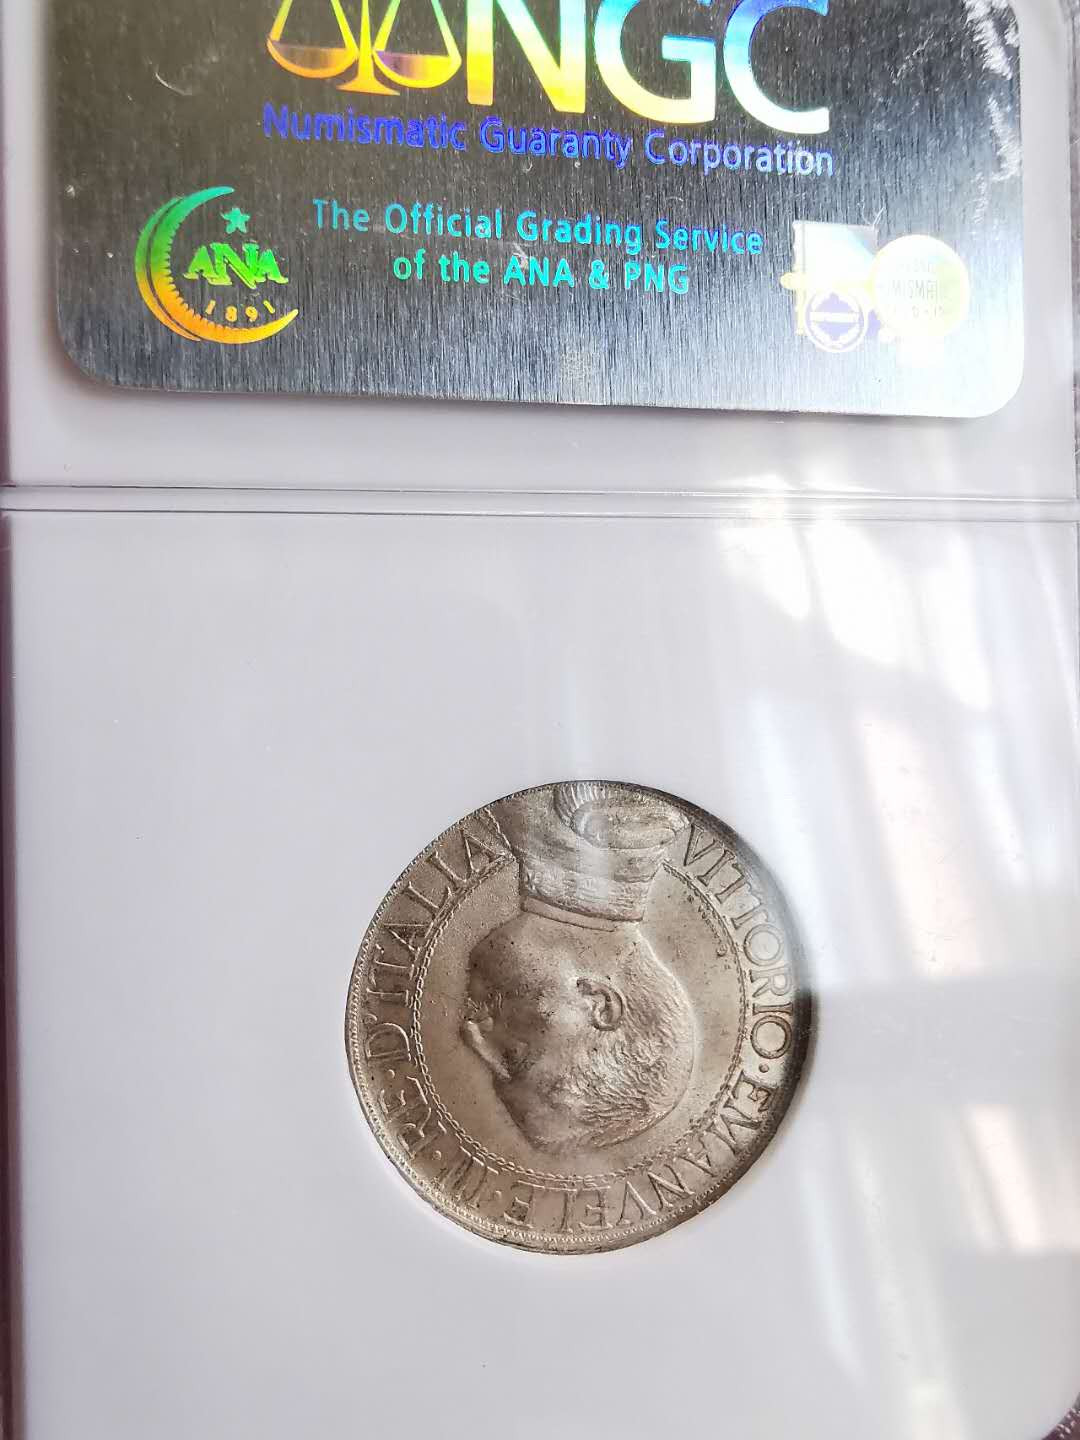 NGC
Numismatic Guaranty Corporation
The Official Grading Service
of the ANA & PNG
ANA
1891
VITTORIO·EMANVELE·III·RE·D'ITALIA